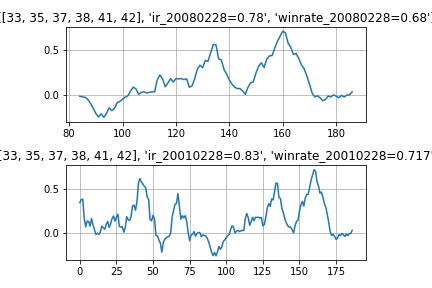 [33, 35, 37, 38, 41, 42], 'ir_20080228=0.78', 'winrate_20080228=0.68']
0.5
0.0
80 100 120 140 160 180
[33, 35, 37, 38, 41, 42], 'ir_20010228=0.83', 'winrate_20010228=0.717'
0.5
0.0
0 25 50 75 100 125 150 175